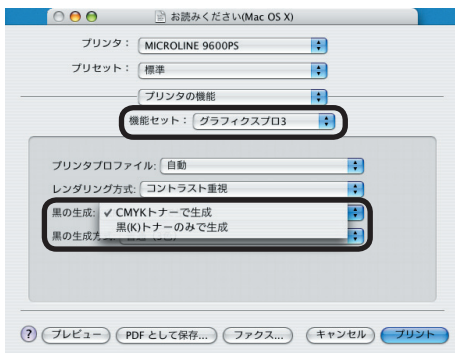 お読みください(Mac OS X)
プリンタ： MICROLINE 9600PS
プリセット： 標準
プリンタの機能
機能セット： グラフィクスプロ3
プリンタプロファイル: 自動
レンダリング方式: コントラスト重視
黒の生成: ✓ CMYKトナーで生成
黒(K)トナーのみで生成
黒の生成方
? プレビュー PDF として保存... ファクス... キャンセル プリント